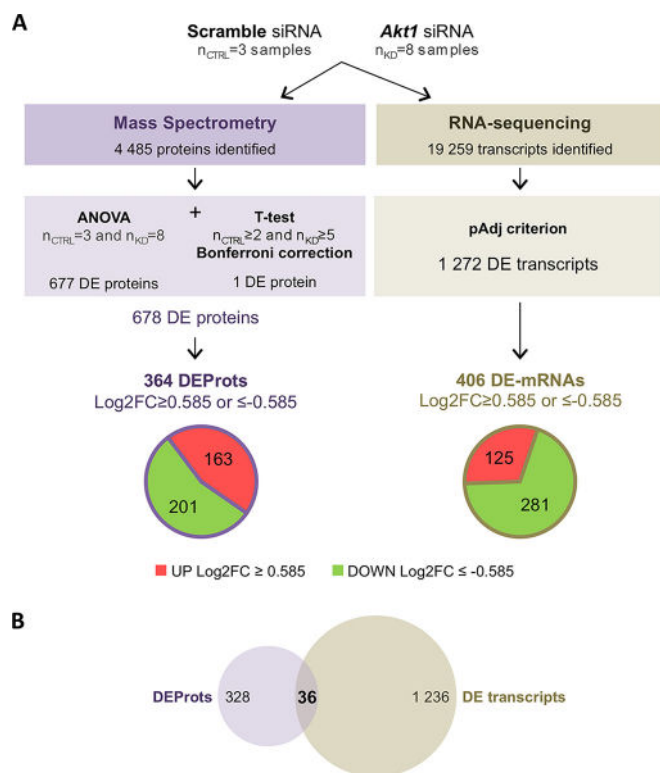 A
Scramble siRNA Akt1 siRNA
nCTRL=3 samples nKD=8 samples
Mass Spectrometry RNA-sequencing
4 485 proteins identified 19 259 transcripts identified
ANOVA + T-test
nCTRL=3 and nKD=8 nCTRL≥2 and nKD≥5
Bonferroni correction
pAdj criterion
677 DE proteins 1 DE protein
1 272 DE transcripts
678 DE proteins
364 DEProts 406 DE-mRNAs
Log2FC≥0.585 or ≤-0.585 Log2FC≥0.585 or ≤-0.585
163 125
201 281
UP Log2FC ≥ 0.585 DOWN Log2FC ≤ -0.585
B
DEProts 328 36 1 236 DE transcripts